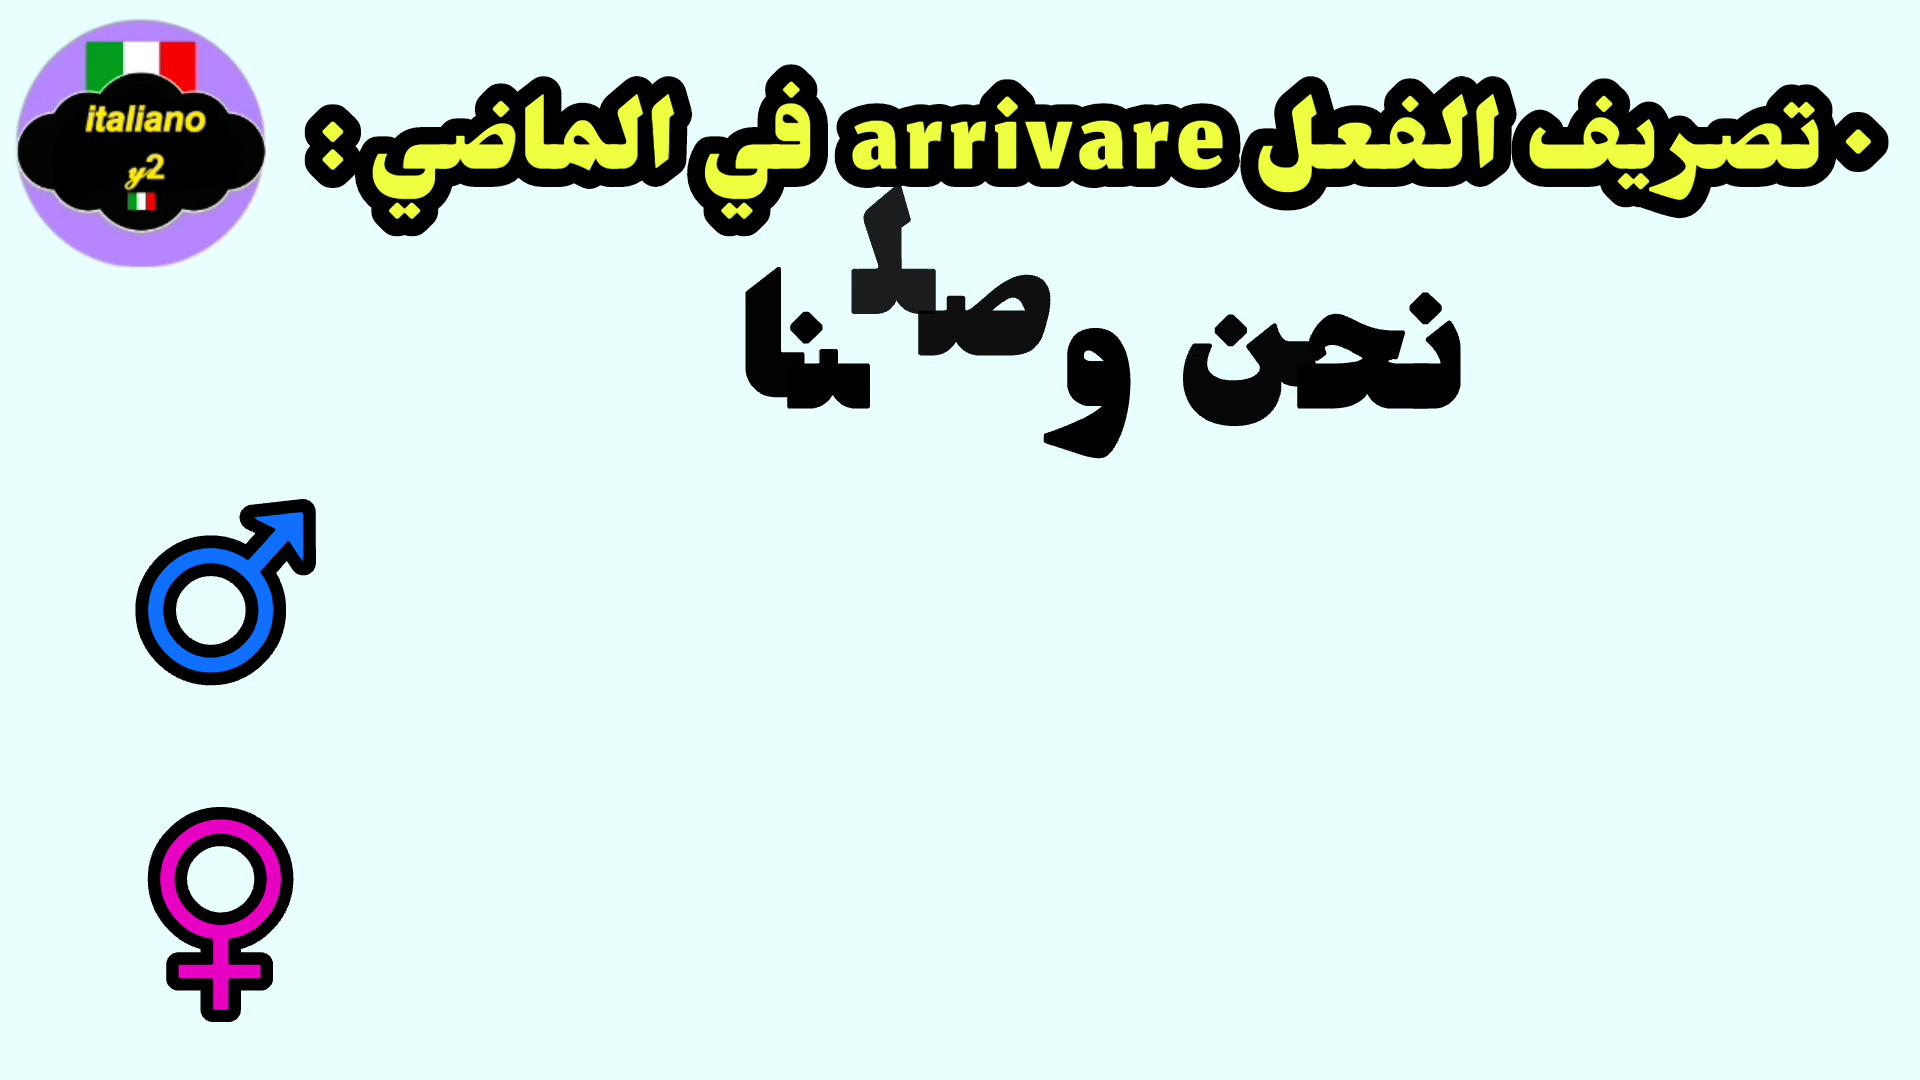 italiano
y2
• تصريف الفعل arrivare في الماضي :
نحن وصلنا